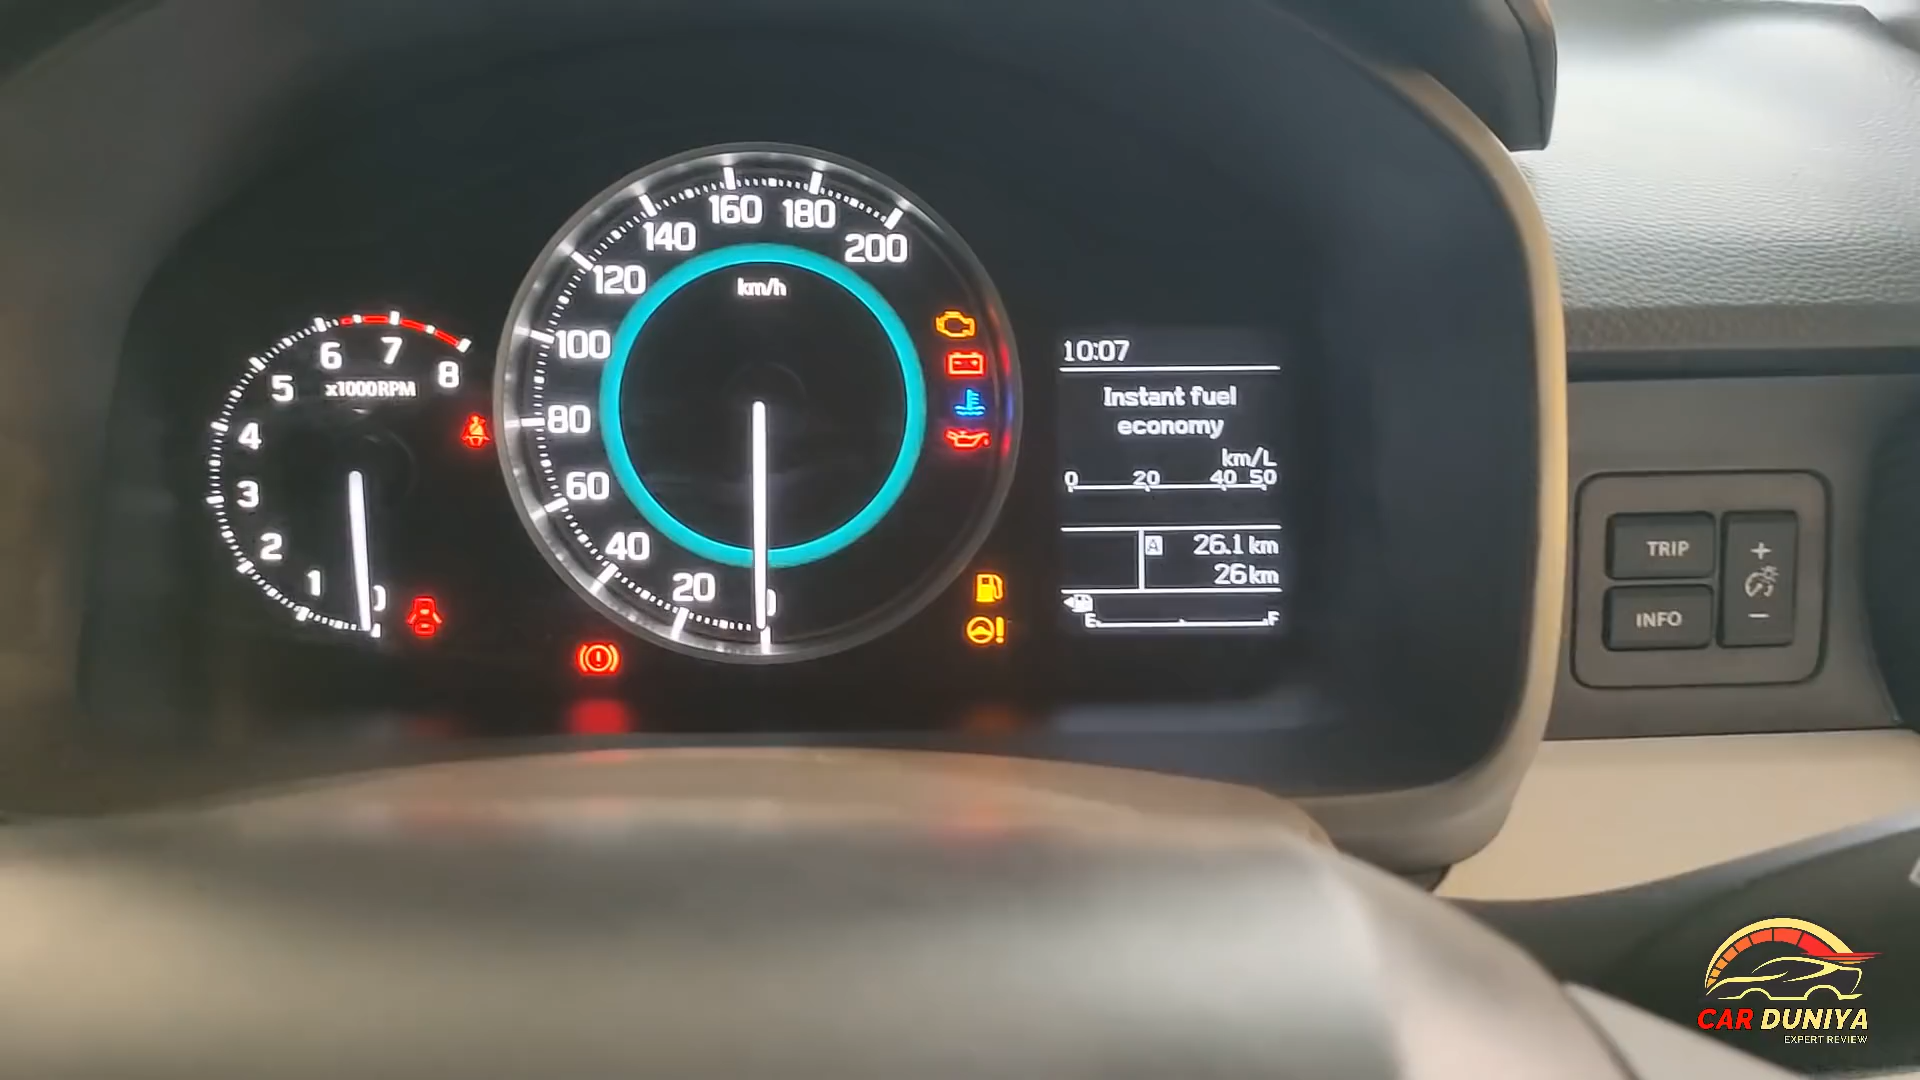 8
7
6
x1000RPM
5
4
3
2
1
0
200
180
160
140
120
km/h
100
80
60
40
20
10:07
Instant fuel
economy
km/L
0 20 40 50
A 26.1 km
26 km
E F
TRIP
INFO
+
−
CAR DUNIYA
EXPERT REVIEW